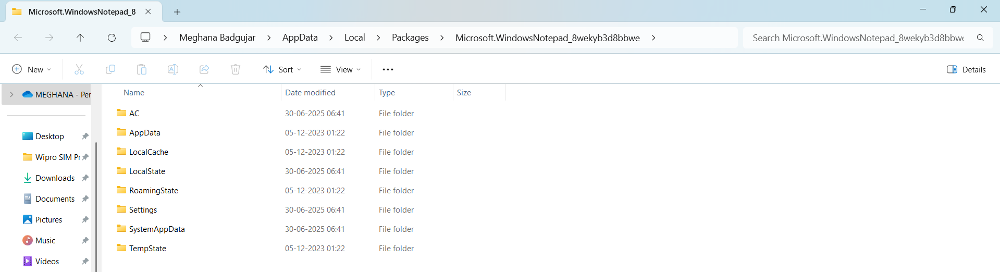 Microsoft.WindowsNotepad_8
Meghana Badgujar > AppData > Local > Packages > Microsoft.WindowsNotepad_8wekyb3d8bbwe >
Search Microsoft.WindowsNotepad_8wekyb3d8bbwe
New Sort View ... Details
MEGHANA - Per
Desktop
Wipro SIM Pr
Downloads
Documents
Pictures
Music
Videos
Name Date modified Type Size
AC 30-06-2025 06:41 File folder
AppData 05-12-2023 01:22 File folder
LocalCache 05-12-2023 01:22 File folder
LocalState 30-06-2025 06:41 File folder
RoamingState 05-12-2023 01:22 File folder
Settings 30-06-2025 06:41 File folder
SystemAppData 30-06-2025 06:41 File folder
TempState 05-12-2023 01:22 File folder